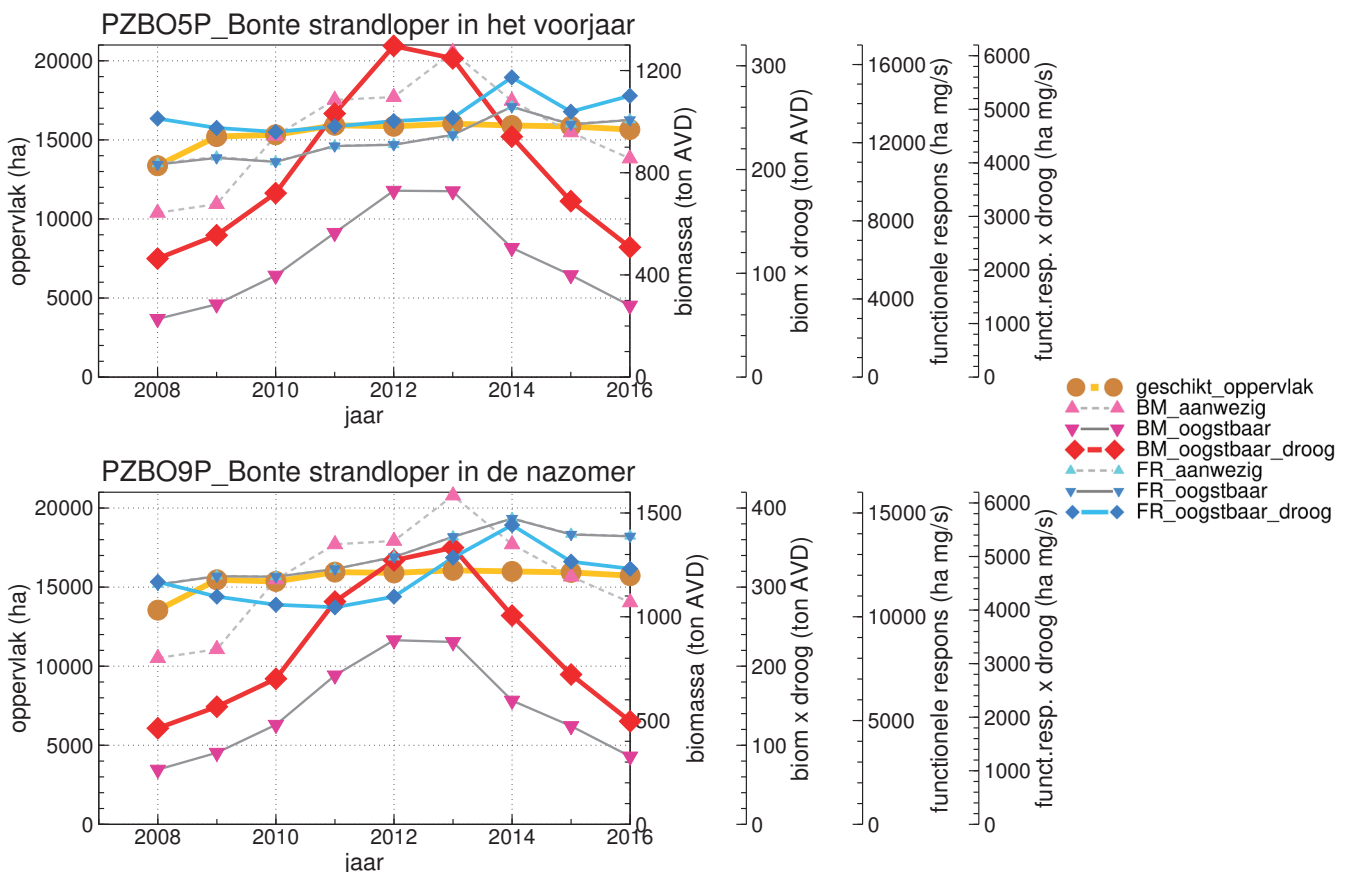 PZBO5P_Bonte strandloper in het voorjaar
oppervlak (ha)
20000
15000
10000
5000
0
2008
2010
2012
2014
2016
jaar
biomassa (ton AVD)
1200
800
400
0
biom x droog (ton AVD)
300
200
100
0
functionele respons (ha mg/s)
16000
12000
8000
4000
0
funct.resp. x droog (ha mg/s)
6000
5000
4000
3000
2000
1000
0
geschikt_oppervlak
BM_aanwezig
BM_oogstbaar
BM_oogstbaar_droog
FR_aanwezig
FR_oogstbaar
FR_oogstbaar_droog
PZBO9P_Bonte strandloper in de nazomer
oppervlak (ha)
20000
15000
10000
5000
0
2008
2010
2012
2014
2016
jaar
biomassa (ton AVD)
1500
1000
500
0
biom x droog (ton AVD)
400
300
200
100
0
functionele respons (ha mg/s)
15000
10000
5000
0
funct.resp. x droog (ha mg/s)
6000
5000
4000
3000
2000
1000
0